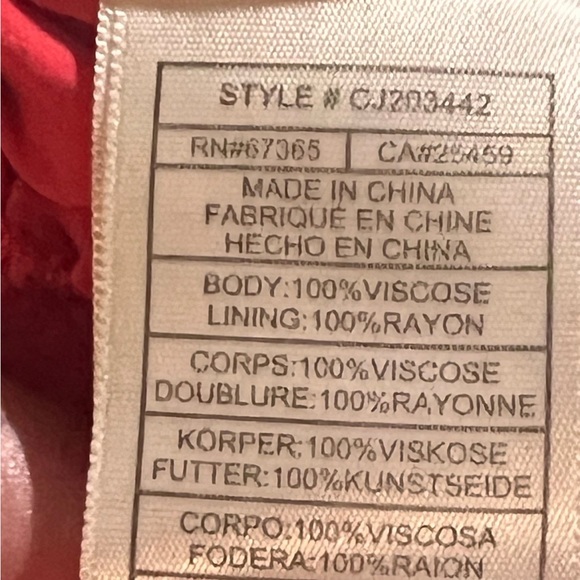 STYLE # CJ203442
RN#67365 CA#25459
MADE IN CHINA
FABRIQUÉ EN CHINE
HECHO EN CHINA
BODY:100%VISCOSE
LINING:100%RAYON
CORPS:100%VISCOSE
DOUBLURE:100%RAYONNE
KÖRPER:100%VISKOSE
FUTTER:100%KUNSTSEIDE
CORPO:100%VISCOSA
FODERA:100%RAION